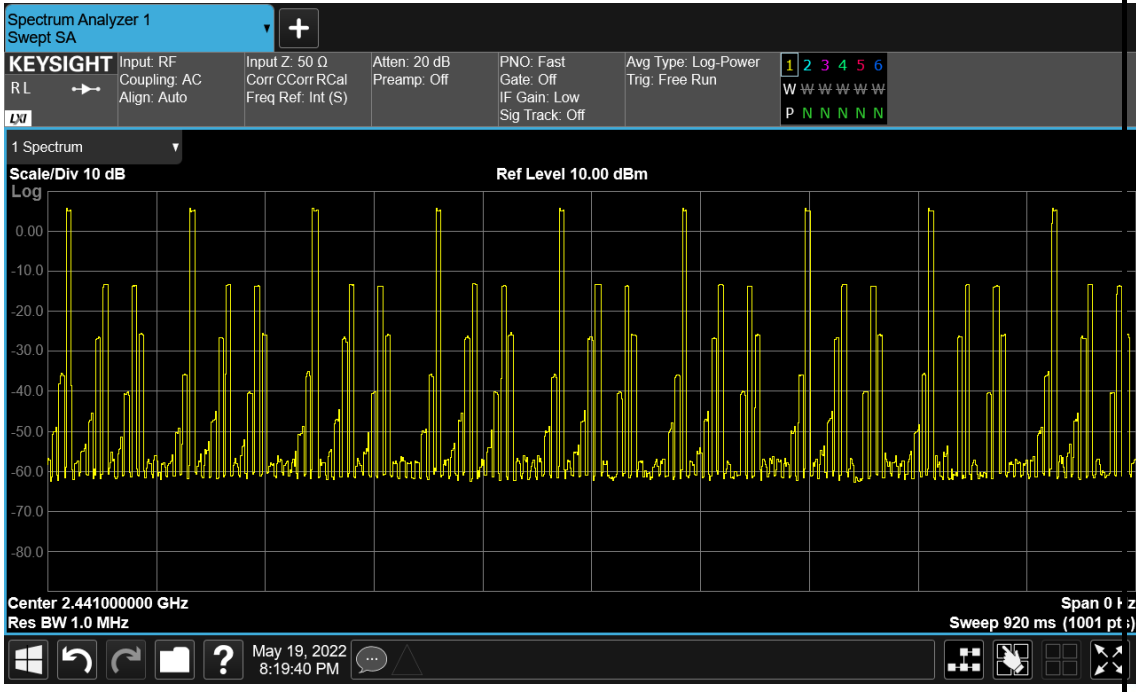 Spectrum Analyzer 1
Swept SA
KEYSIGHT
R L
LXI
Input: RF
Coupling: AC
Align: Auto
Input Z: 50 Ω
Corr CCorr RCal
Freq Ref: Int (S)
Atten: 20 dB
Preamp: Off
PNO: Fast
Gate: Off
IF Gain: Low
Sig Track: Off
Avg Type: Log-Power
Trig: Free Run
1 2 3 4 5 6
W W W W W W
P N N N N N
1 Spectrum
Scale/Div 10 dB
Ref Level 10.00 dBm
Log
0.00
-10.0
-20.0
-30.0
-40.0
-50.0
-60.0
-70.0
-80.0
Center 2.441000000 GHz
Span 0 Hz
Res BW 1.0 MHz
Sweep 920 ms (1001 pts)
?
May 19, 2022
8:19:40 PM